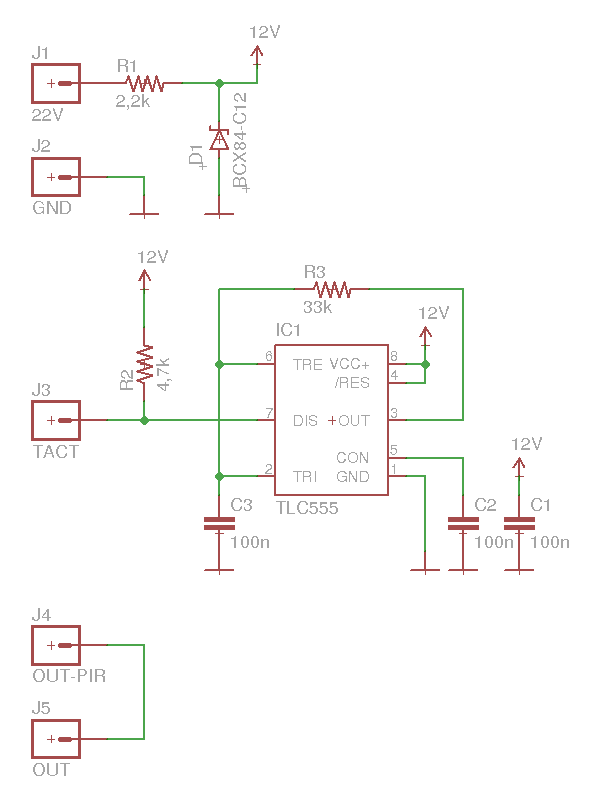 12V
J1
R1
2,2k
22V
D1
BCX84-C12
J2
GND
12V
R3
33k
12V
IC1
R2
4,7k
6 TRE VCC+ 8
/RES 4
J3
7 DIS +OUT 3
TACT
CON 5
2 TRI GND 1
12V
TLC555
C3
100n
C2
100n
C1
100n
J4
OUT-PIR
J5
OUT